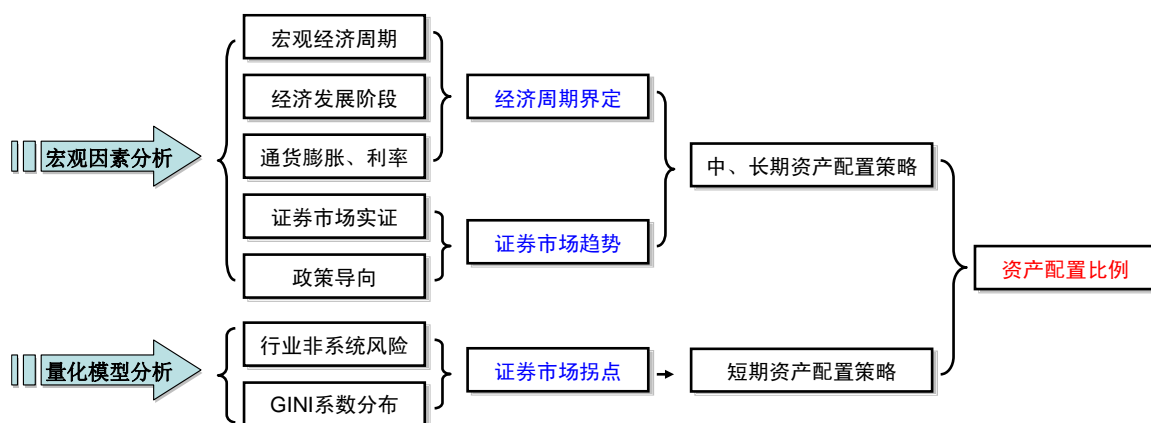 宏观因素分析
宏观经济周期
经济发展阶段
通货膨胀、利率
证券市场实证
政策导向
经济周期界定
证券市场趋势
中、长期资产配置策略
量化模型分析
行业非系统风险
GINI系数分布
证券市场拐点
短期资产配置策略
资产配置比例